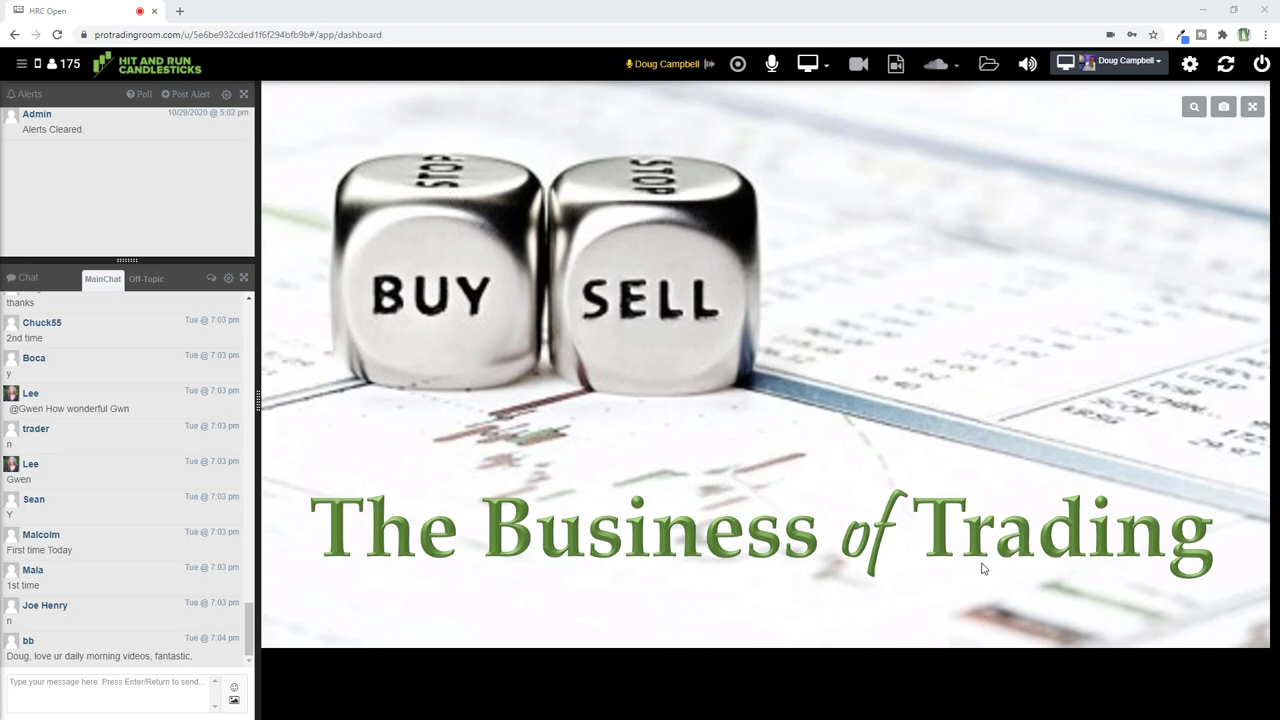 HRC Open
protradingroom.com/u/5e6be932cded1f6f294bfb9b#/app/dashboard
175
HIT AND RUN
CANDLESTICKS
Doug Campbell
Doug Campbell
Alerts
Poll
Post Alert
Admin
10/29/2020 @ 5:02 pm
Alerts Cleared.
Chat
MainChat
Off-Topic
thanks
Chuck55
Tue @ 7:03 pm
2nd time
Boca
Tue @ 7:03 pm
y
Lee
Tue @ 7:03 pm
@Gwen How wonderful Gwn
trader
Tue @ 7:03 pm
n
Lee
Tue @ 7:03 pm
Gwen
Sean
Tue @ 7:03 pm
Y
Malcolm
Tue @ 7:03 pm
First time Today
Mala
Tue @ 7:03 pm
1st time
Joe Henry
Tue @ 7:03 pm
n
bb
Tue @ 7:04 pm
Doug, love ur daily morning videos, fantastic,
Type your message here. Press Enter/Return to send...
STOP
STOP
BUY
SELL
The Business of Trading